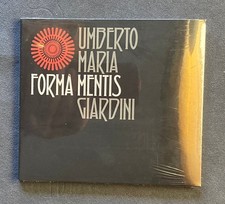 UMBERTO
MARIA
FORMA MENTIS
GIARDINI